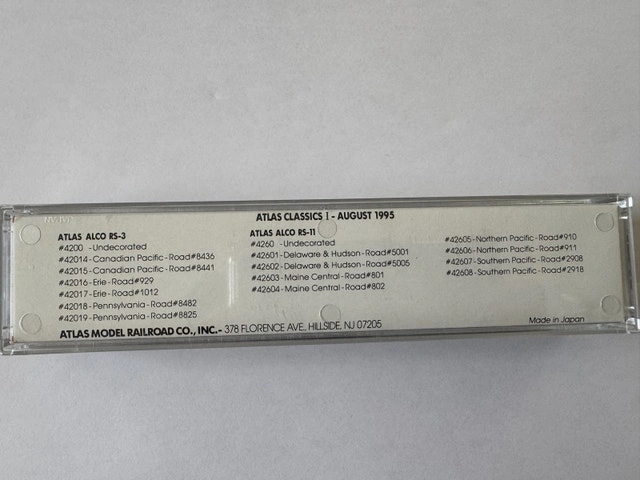 ATLAS CLASSICS I - AUGUST 1995
ATLAS ALCO RS-3
#4200 -Undecorated
#42014-Canadian Pacific-Road#8436
#42015-Canadian Pacific-Road#8441
#42016-Erie-Road#929
#42017-Erie-Road#1012
#42018-Pennsylvania-Road#8482
#42019-Pennsylvania-Road#8825
ATLAS ALCO RS-11
#4260 -Undecorated
#42601-Delaware & Hudson-Road#5001
#42602-Delaware & Hudson-Road#5005
#42603-Maine Central-Road#801
#42604-Maine Central-Road#802
#42605-Northern Pacific-Road#910
#42606-Northern Pacific-Road#911
#42607-Southern Pacific-Road#2908
#42608-Southern Pacific-Road#2918
ATLAS MODEL RAILROAD CO., INC.- 378 FLORENCE AVE, HILLSIDE, NJ 07205
Made in Japan